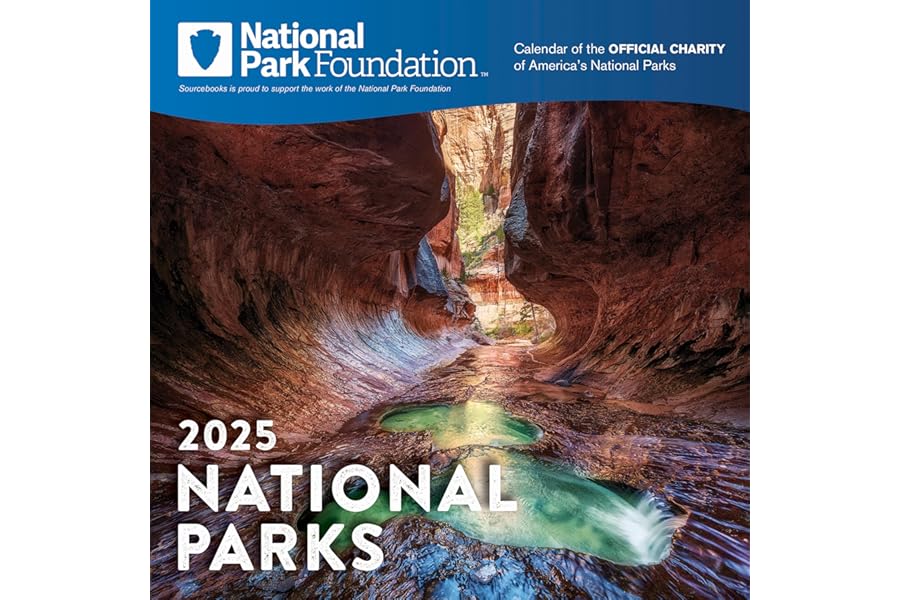 National
Park Foundation™
Sourcebooks is proud to support the work of the National Park Foundation
Calendar of the OFFICIAL CHARITY
of America's National Parks
2025
NATIONAL
PARKS